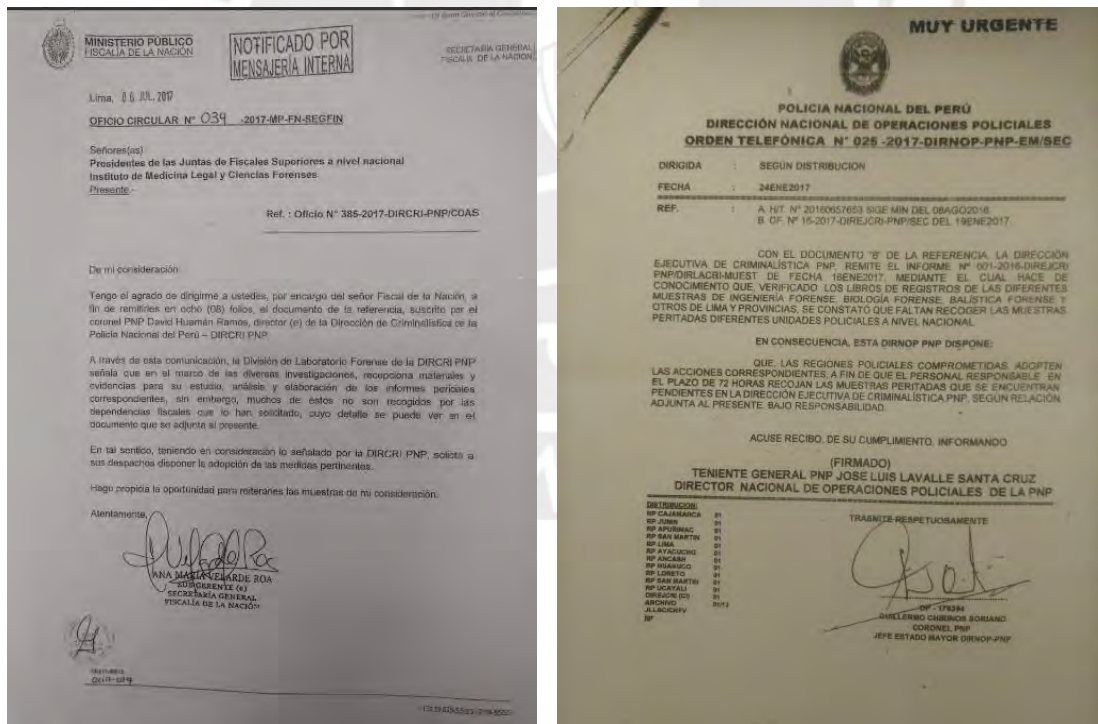 MINISTERIO PÚBLICO
FISCALÍA DE LA NACIÓN
NOTIFICADO POR
MENSAJERÍA INTERNA
SECRETARÍA GENERAL
FISCALÍA DE LA NACIÓN
Lima, 06 JUL. 2017
OFICIO CIRCULAR N° 039 -2017-MP-FN-SEGFIN
Señores(as)
Presidentes de las Juntas de Fiscales Superiores a nivel nacional
Instituto de Medicina Legal y Ciencias Forenses
Presente.-
Ref. : Oficio N° 385-2017-DIRCRI-PNP/COAS
De mi consideración
Tengo el agrado de dirigirme a ustedes, por encargo del señor Fiscal de la Nación, a
fin de remitirles en ocho (08) folios, el documento de la referencia, suscrito por el
coronel PNP David Huamán Ramos, director (e) de la Dirección de Criminalística de la
Policía Nacional del Perú – DIRCRI PNP.
A través de esta comunicación, la División de Laboratorio Forense de la DIRCRI PNP
señala que en el marco de las diversas investigaciones, recepciona materiales y
evidencias para su estudio, análisis y elaboración de los informes periciales
correspondientes, sin embargo, muchos de éstos no son recogidos por las
dependencias fiscales que lo han solicitado, cuyo detalle se puede ver en el
documento que se adjunta al presente.
En tal sentido, teniendo en consideración lo señalado por la DIRCRI PNP, solicito a
sus despachos disponer la adopción de las medidas pertinentes.
Hago propicia la oportunidad para reiterarles las muestras de mi consideración.
Atentamente,
ANA MARÍA VELARDE ROA
SUBGERENTE (e)
SECRETARÍA GENERAL
FISCALÍA DE LA NACIÓN
MUY URGENTE
POLICIA NACIONAL DEL PERÚ
DIRECCIÓN NACIONAL DE OPERACIONES POLICIALES
ORDEN TELEFÓNICA N° 025 -2017-DIRNOP-PNP-EM/SEC
DIRIGIDA : SEGÚN DISTRIBUCION
FECHA : 24ENE2017
REF. : A. H/T. N° 20160657653 SIGE MIN DEL 08AGO2016.
B. OF. N° 16-2017-DIREJCRI-PNP/SEC DEL 19ENE2017.
CON EL DOCUMENTO "B" DE LA REFERENCIA, LA DIRECCIÓN
EJECUTIVA DE CRIMINALÍSTICA PNP, REMITE EL INFORME N° 001-2016-DIREJCRI
PNP/DIRLACRI-MUEST DE FECHA 16ENE2017, MEDIANTE EL CUAL HACE DE
CONOCIMIENTO QUE, VERIFICADO LOS LIBROS DE REGISTROS DE LAS DIFERENTES
MUESTRAS DE INGENIERÍA FORENSE, BIOLOGÍA FORENSE, BALÍSTICA FORENSE Y
OTROS DE LIMA Y PROVINCIAS, SE CONSTATÓ QUE FALTAN RECOGER LAS MUESTRAS
PERITADAS DIFERENTES UNIDADES POLICIALES A NIVEL NACIONAL.
EN CONSECUENCIA, ESTA DIRNOP PNP DISPONE:
QUE, LAS REGIONES POLICIALES COMPROMETIDAS, ADOPTEN
LAS ACCIONES CORRESPONDIENTES, A FIN DE QUE EL PERSONAL RESPONSABLE, EN
EL PLAZO DE 72 HORAS RECOJAN LAS MUESTRAS PERITADAS QUE SE ENCUENTRAN
PENDIENTES EN LA DIRECCIÓN EJECUTIVA DE CRIMINALÍSTICA PNP, SEGÚN RELACIÓN
ADJUNTA AL PRESENTE. BAJO RESPONSABILIDAD.
ACUSE RECIBO, DE SU CUMPLIMIENTO, INFORMANDO
(FIRMADO)
TENIENTE GENERAL PNP JOSE LUIS LAVALLE SANTA CRUZ
DIRECTOR NACIONAL DE OPERACIONES POLICIALES DE LA PNP
DISTRIBUCION:
RP CAJAMARCA 01
RP JUNIN 01
RP APURIMAC 01
RP SAN MARTIN 01
RP LIMA 01
RP AYACUCHO 01
RP ANCASH 01
RP HUANUCO 01
RP LORETO 01
RP SAN MARTIN 01
RP UCAYALI 01
DIREJCRI (02) 01
ARCHIVO 01/13
TRASMITE RESPETUOSAMENTE
GUILLERMO CHIRINOS SORIANO
CORONEL PNP
JEFE ESTADO MAYOR DIRNOP-PNP